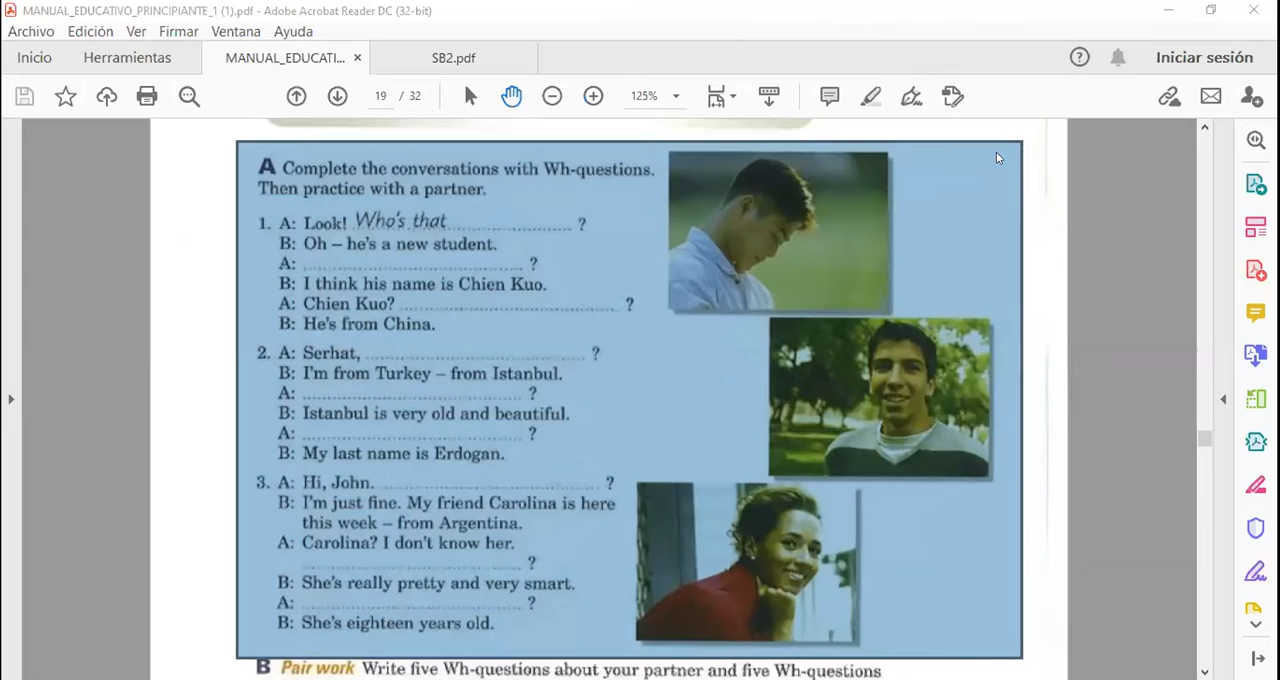 MANUAL_EDUCATIVO_PRINCIPIANTE_1 (1).pdf - Adobe Acrobat Reader DC (32-bit)
Archivo Edición Ver Firmar Ventana Ayuda
Inicio Herramientas MANUAL_EDUCATI... × SB2.pdf Iniciar sesión
19 / 32 125%
A Complete the conversations with Wh-questions.
Then practice with a partner.
1. A: Look! Who's that ?
B: Oh – he's a new student.
A: ?
B: I think his name is Chien Kuo.
A: Chien Kuo? ?
B: He's from China.
2. A: Serhat, ?
B: I'm from Turkey – from Istanbul.
A: ?
B: Istanbul is very old and beautiful.
A: ?
B: My last name is Erdogan.
3. A: Hi, John. ?
B: I'm just fine. My friend Carolina is here
this week – from Argentina.
A: Carolina? I don't know her.
?
B: She's really pretty and very smart.
A: ?
B: She's eighteen years old.
B Pair work Write five Wh-questions about your partner and five Wh-questions